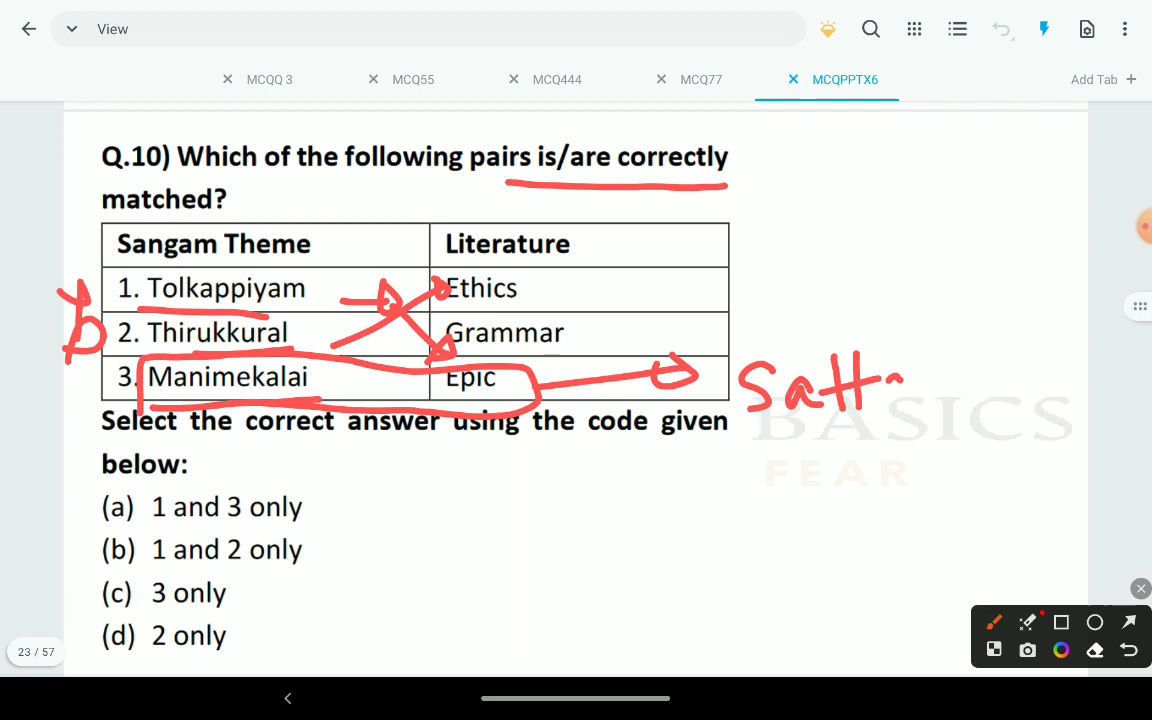 View
MCQQ 3 MCQ55 MCQ444 MCQ77 MCQPPTX6 Add Tab +
Q.10) Which of the following pairs is/are correctly
matched?
Sangam Theme Literature
1. Tolkappiyam Ethics
2. Thirukkural Grammar
3. Manimekalai Epic
Satt
BASICS
FEAR
Select the correct answer using the code given
below:
(a) 1 and 3 only
(b) 1 and 2 only
(c) 3 only
(d) 2 only
23 / 57